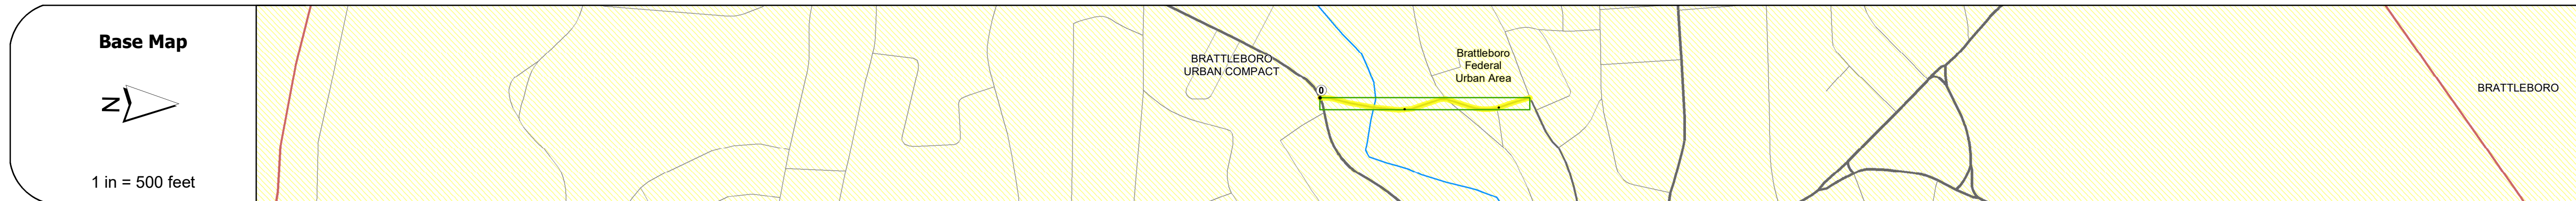 Base Map
N
1 in = 500 feet
BRATTLEBORO
URBAN COMPACT
0
Brattleboro
Federal
Urban Area
BRATTLEBORO